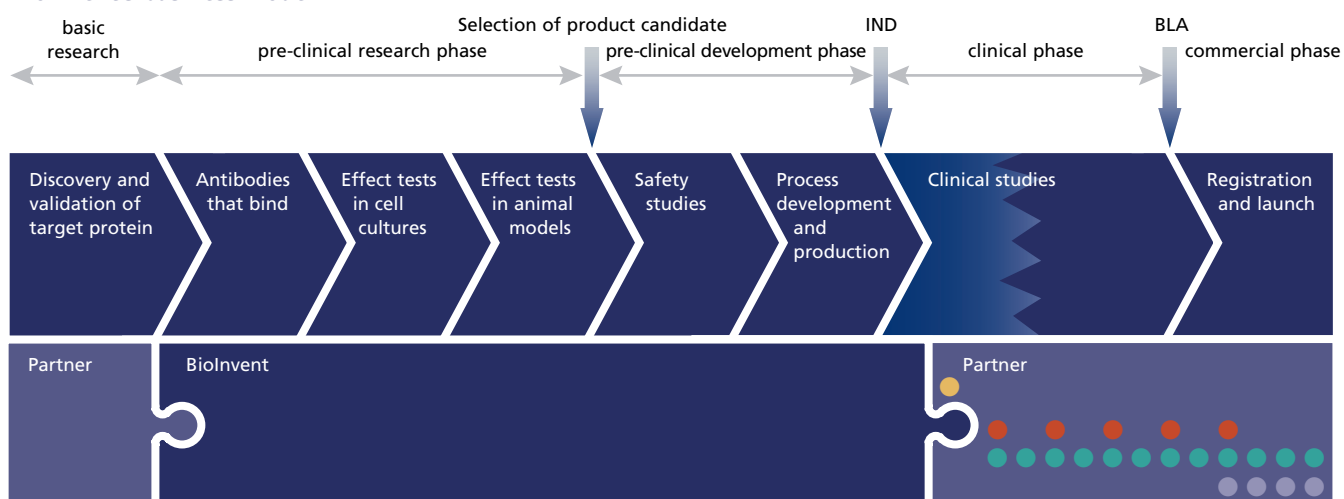 basic
research
pre-clinical research phase
Selection of product candidate
pre-clinical development phase
IND
clinical phase
BLA
commercial phase
Discovery and
validation of
target protein
Antibodies
that bind
Effect tests
in cell
cultures
Effect tests
in animal
models
Safety
studies
Process
development
and
production
Clinical studies
Registration
and launch
Partner
BioInvent
Partner